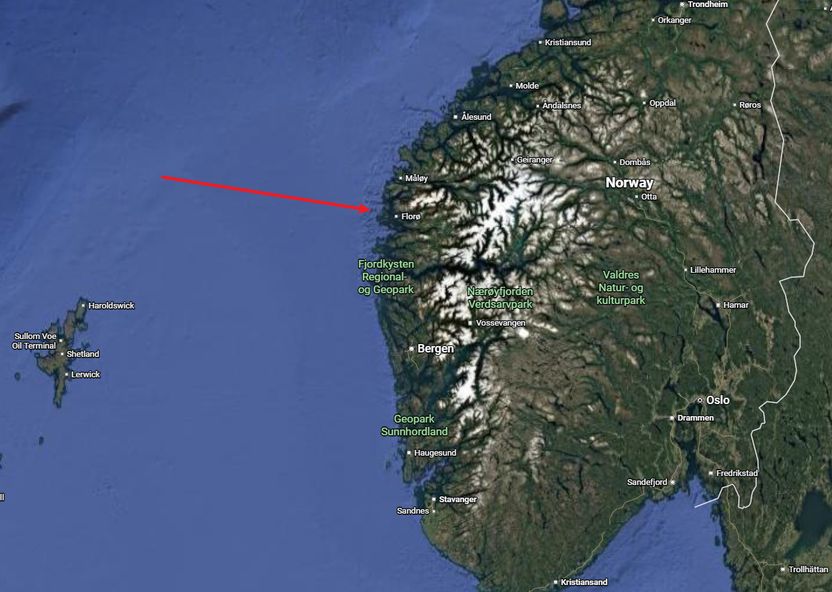 Trondheim
Orkanger
Kristiansund
Molde
Åndalsnes
Oppdal
Røros
Ålesund
Geiranger
Dombås
Måløy
Norway
Otta
Florø
Fjordkysten
Regional-
og Geopark
Nærøyfjorden
Verdsarvpark
Valdres
Natur- og
kulturpark
Lillehammer
Hamar
Haroldswick
Vossevangen
Sullom Voe
Oil Terminal
Shetland
Bergen
Lerwick
Oslo
Drammen
Geopark
Sunnhordland
Haugesund
Fredrikstad
Sandefjord
Stavanger
Sandnes
Trollhättan
Kristiansand